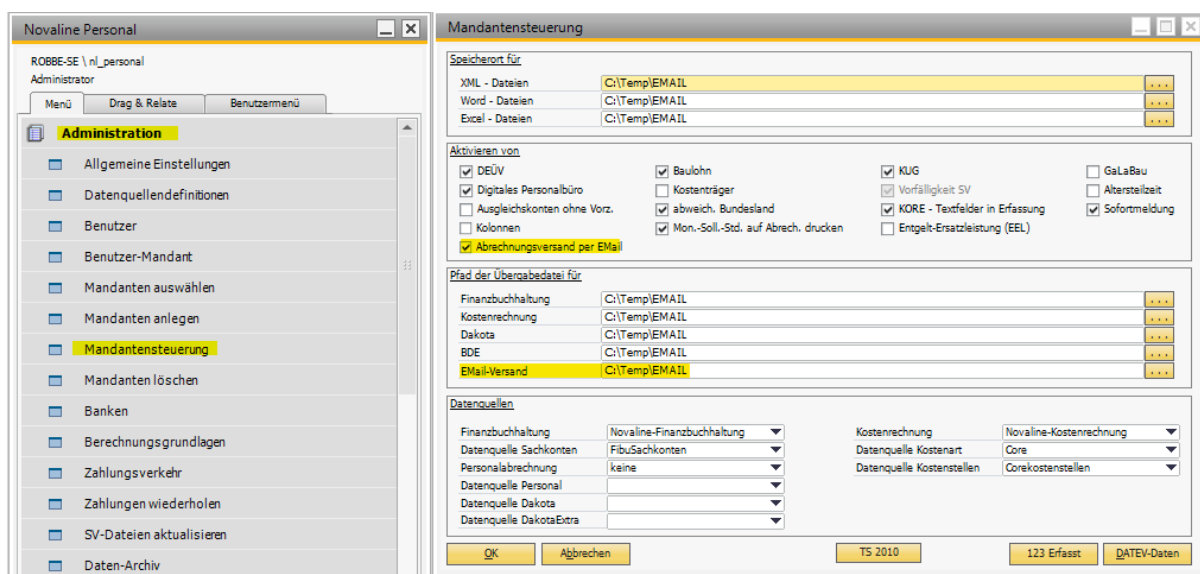 Novaline Personal
ROBBE-SE \ nl_personal
Administrator
Menü Drag & Relate Benutzermenü
Administration
Allgemeine Einstellungen
Datenquellendefinitionen
Benutzer
Benutzer-Mandant
Mandanten auswählen
Mandanten anlegen
Mandantensteuerung
Mandanten löschen
Banken
Berechnungsgrundlagen
Zahlungsverkehr
Zahlungen wiederholen
SV-Dateien aktualisieren
Daten-Archiv
Mandantensteuerung
Speicherort für
XML - Dateien C:\Temp\EMAIL ...
Word - Dateien C:\Temp\EMAIL ...
Excel - Dateien C:\Temp\EMAIL ...
Aktivieren von
DEÜV Baulohn KUG GaLaBau
Digitales Personalbüro Kostenträger Vorfälligkeit SV Altersteilzeit
Ausgleichskonten ohne Vorz. abweich. Bundesland KORE - Textfelder in Erfassung Sofortmeldung
Kolonnen Mon.-Soll.-Std. auf Abrech. drucken Entgelt-Ersatzleistung (EEL)
Abrechnungsversand per EMail
Pfad der Übergabedatei für
Finanzbuchhaltung C:\Temp\EMAIL ...
Kostenrechnung C:\Temp\EMAIL ...
Dakota C:\Temp\EMAIL ...
BDE C:\Temp\EMAIL ...
EMail-Versand C:\Temp\EMAIL ...
Datenquellen
Finanzbuchhaltung Novaline-Finanzbuchhaltung Kostenrechnung Novaline-Kostenrechnung
Datenquelle Sachkonten FibuSachkonten Datenquelle Kostenart Core
Personalabrechnung keine Datenquelle Kostenstellen Corekostenstellen
Datenquelle Personal
Datenquelle Dakota
Datenquelle DakotaExtra
OK Abbrechen TS 2010 123 Erfasst DATEV-Daten